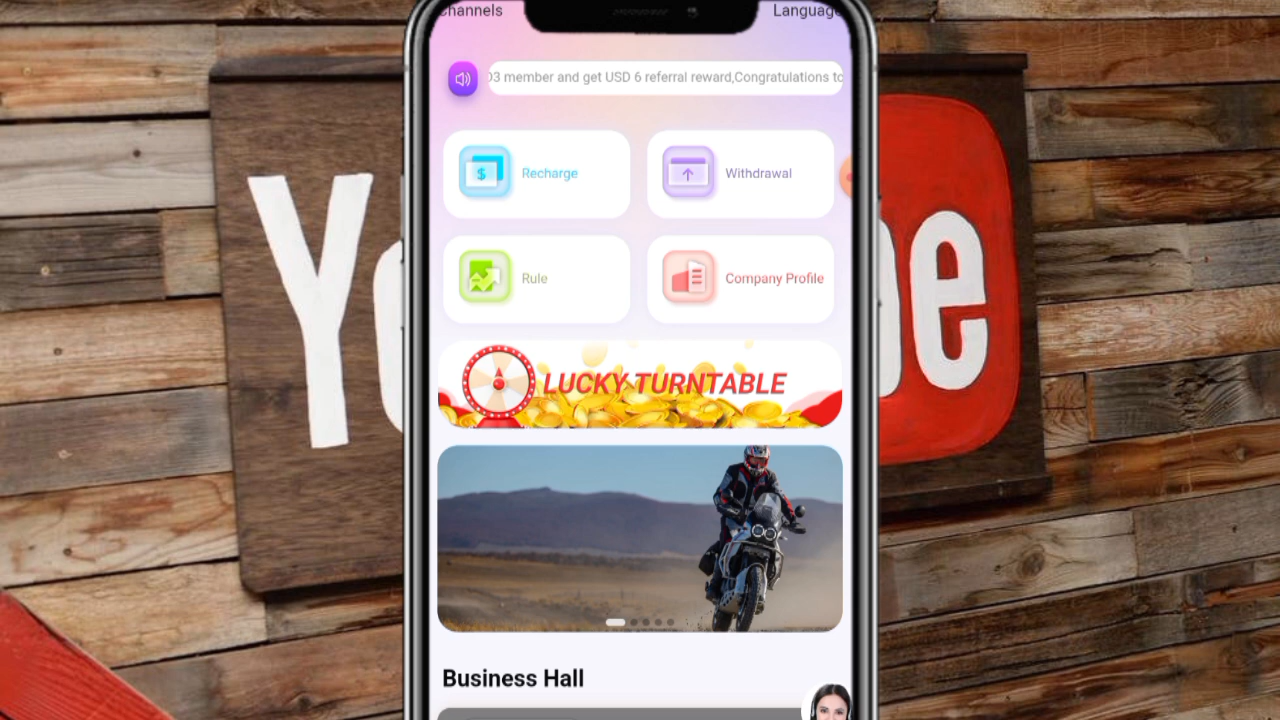 Channels
Language
03 member and get USD 6 referral reward,Congratulations to
Recharge
$
Withdrawal
Rule
Company Profile
LUCKY TURNTABLE
Business Hall
Yo
e